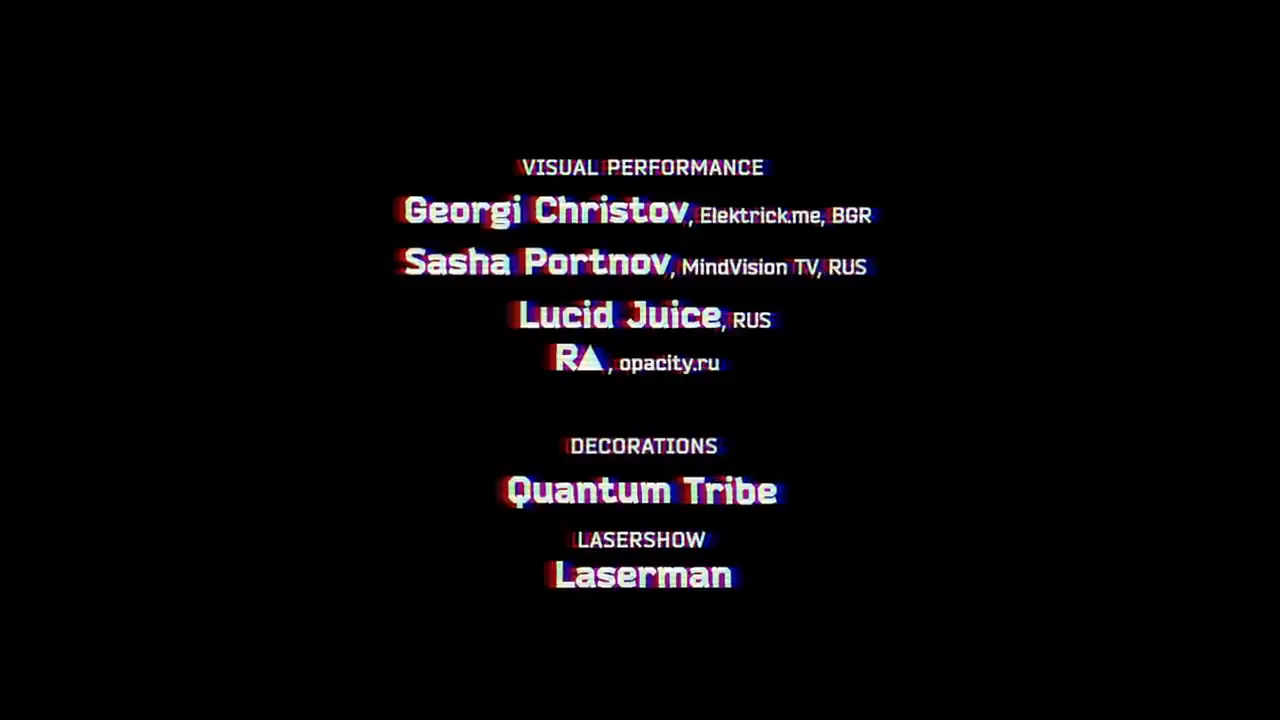 VISUAL PERFORMANCE
Georgi Christov, Elektrick.me, BGR
Sasha Portnov, MindVision TV, RUS
Lucid Juice, RUS
R▲, opacity.ru
DECORATIONS
Quantum Tribe
LASERSHOW
Laserman